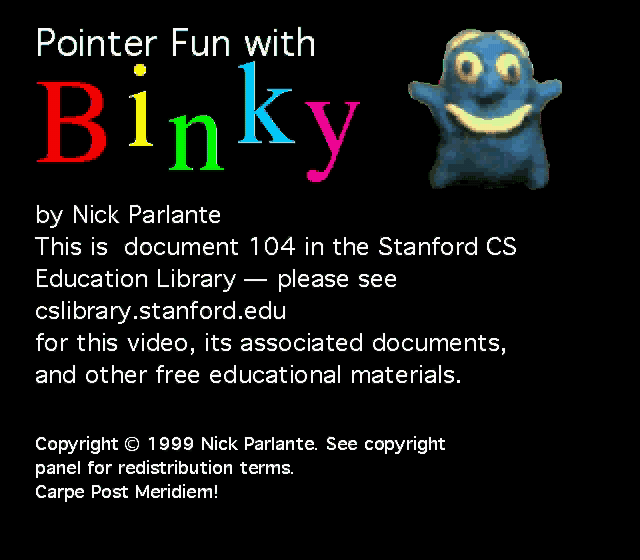 Pointer Fun with
Binky
by Nick Parlante
This is  document 104 in the Stanford CS
Education Library — please see
cslibrary.stanford.edu
for this video, its associated documents,
and other free educational materials.
Copyright © 1999 Nick Parlante. See copyright
panel for redistribution terms.
Carpe Post Meridiem!